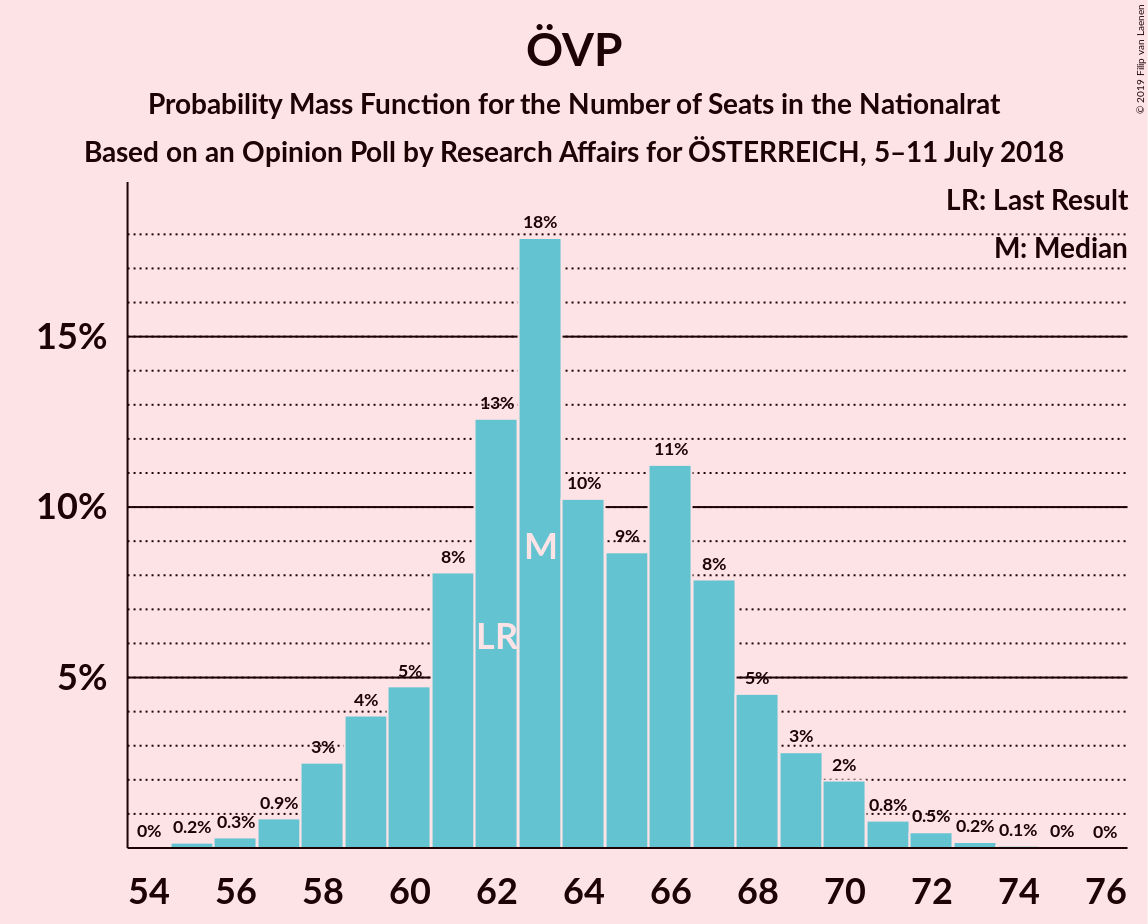 ÖVP
Probability Mass Function for the Number of Seats in the Nationalrat
Based on an Opinion Poll by Research Affairs for ÖSTERREICH, 5–11 July 2018
© 2019 Filip van Laenen
LR: Last Result
M: Median
15%
10%
5%
0% 0.2% 0.3% 0.9% 3% 4% 5% 8% 13% 18% 10% 9% 11% 8% 5% 3% 2% 0.8% 0.5% 0.2% 0.1% 0% 0%
M
LR
54 56 58 60 62 64 66 68 70 72 74 76